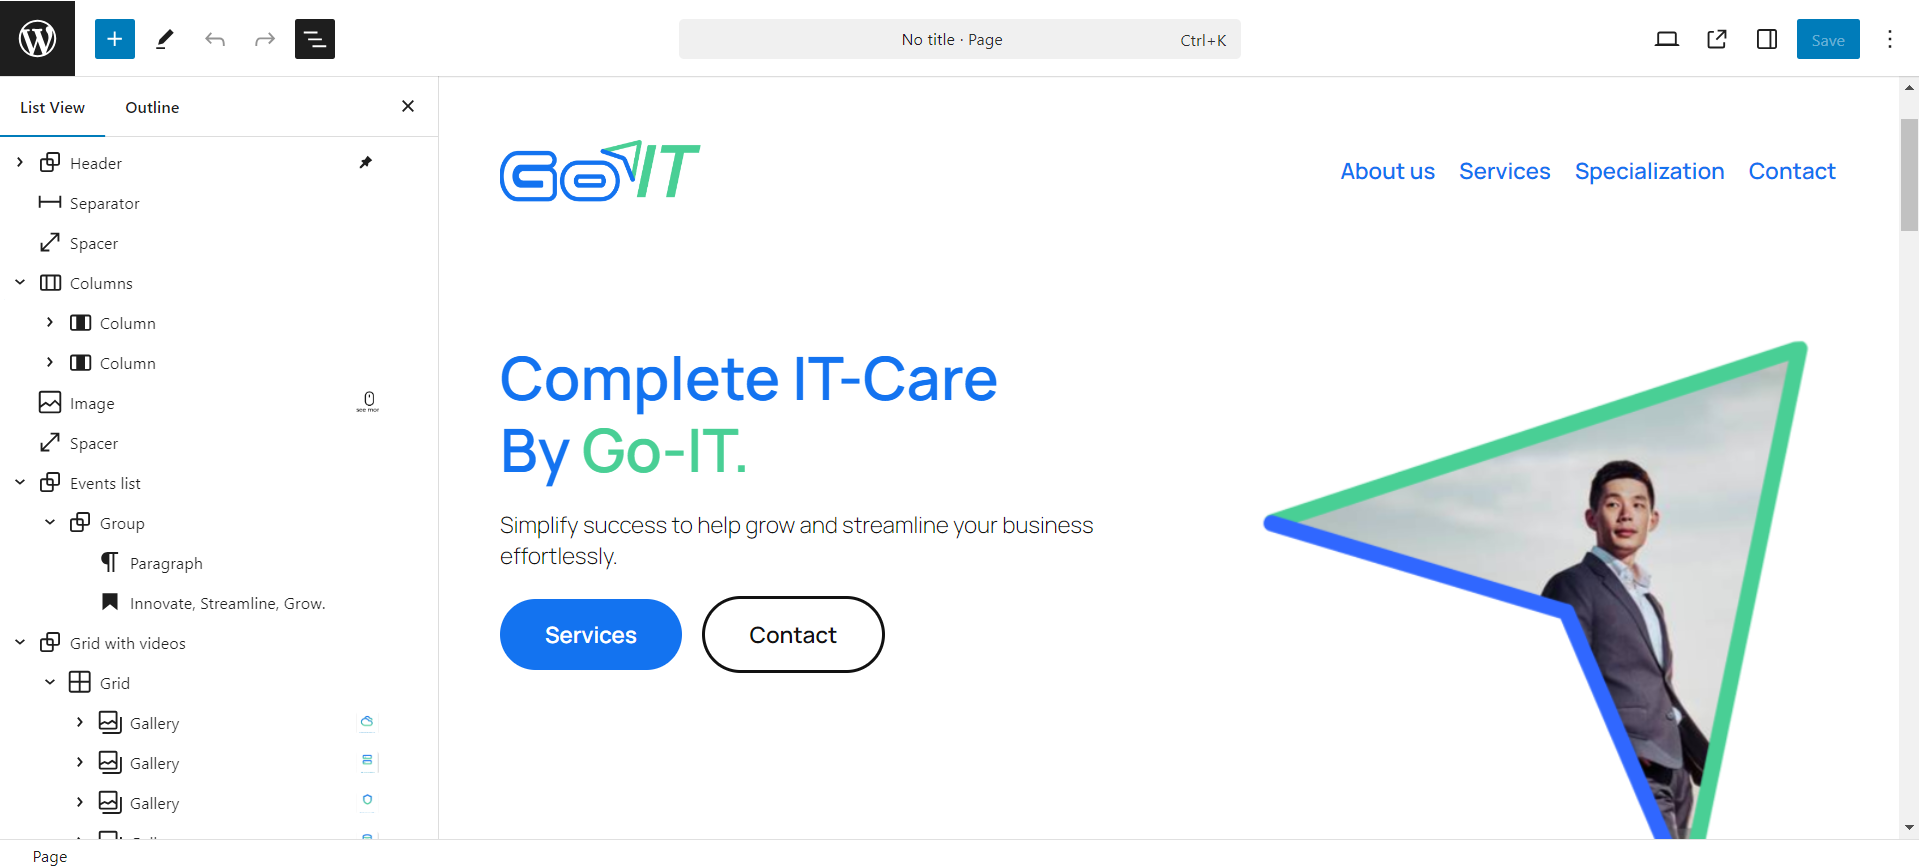 No title · Page
Ctrl+K
Save
List View
Outline
Header
Separator
Spacer
Columns
Column
Column
Image
see mor
Spacer
Events list
Group
Paragraph
Innovate, Streamline, Grow.
Grid with videos
Grid
Gallery
Gallery
Gallery
Page
Go IT
About us
Services
Specialization
Contact
Complete IT-Care
By Go-IT.
Simplify success to help grow and streamline your business
effortlessly.
Services
Contact